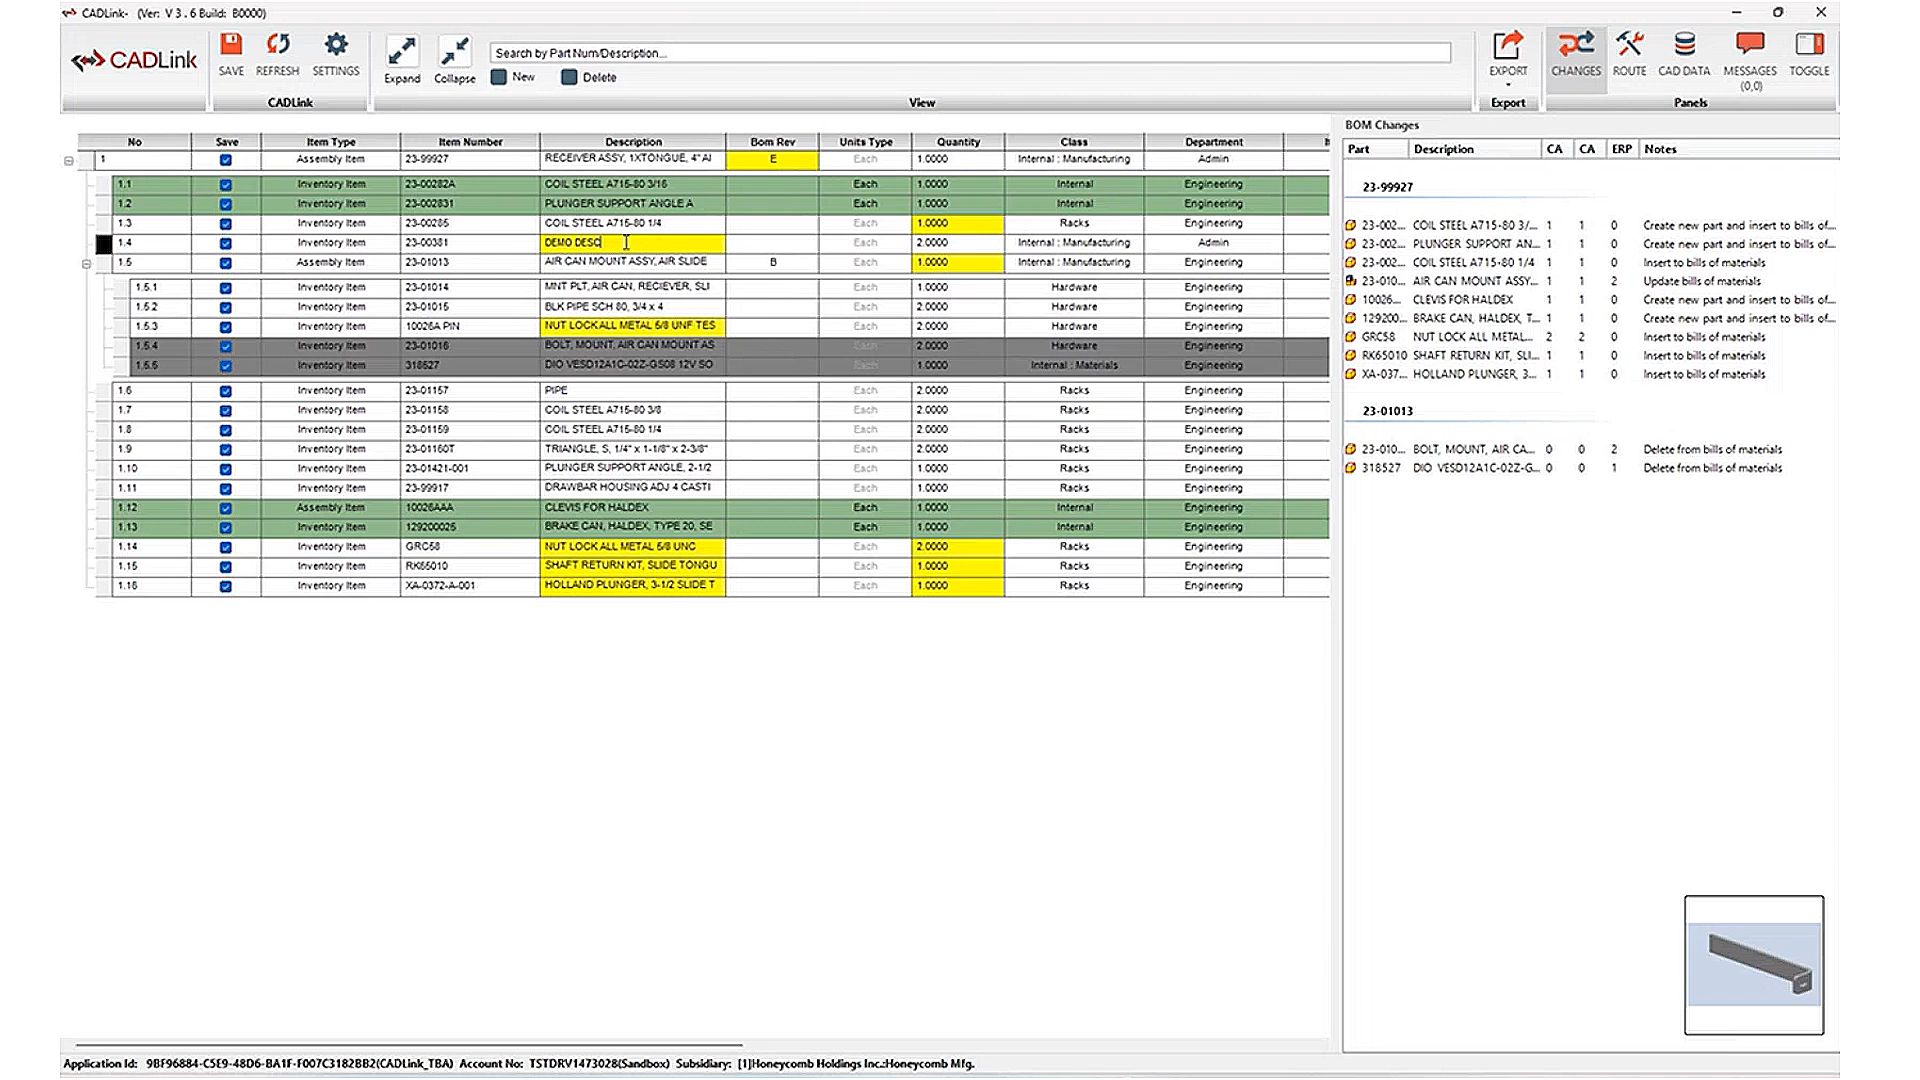 CADLink- (Ver: V 3 . 6 Build: B0000)
CADLink
SAVE REFRESH SETTINGS
CADLink
Expand Collapse
Search by Part Num/Description...
New Delete
View
EXPORT
Export
CHANGES ROUTE CAD DATA MESSAGES (0,0) TOGGLE
Panels
No Save Item Type Item Number Description Bom Rev Units Type Quantity Class Department
1 Assembly Item 23-99927 RECEIVER ASSY, 1XTONGUE, 4" AI E Each 1.0000 Internal : Manufacturing Admin
1.1 Inventory Item 23-00282A COIL STEEL A715-80 3/16 Each 1.0000 Internal Engineering
1.2 Inventory Item 23-002831 PLUNGER SUPPORT ANGLE A Each 1.0000 Internal Engineering
1.3 Inventory Item 23-00285 COIL STEEL A715-80 1/4 Each 1.0000 Racks Engineering
1.4 Inventory Item 23-00381 DEMO DESC Each 2.0000 Internal : Manufacturing Admin
1.5 Assembly Item 23-01013 AIR CAN MOUNT ASSY, AIR SLIDE B Each 1.0000 Internal : Manufacturing Engineering
1.5.1 Inventory Item 23-01014 MNT PLT, AIR CAN, RECIEVER, SLI Each 1.0000 Hardware Engineering
1.5.2 Inventory Item 23-01015 BLK PIPE SCH 80, 3/4 x 4 Each 2.0000 Hardware Engineering
1.5.3 Inventory Item 10026A PIN NUT LOCK ALL METAL 5/8 UNF TES Each 2.0000 Hardware Engineering
1.5.4 Inventory Item 23-01016 BOLT, MOUNT, AIR CAN MOUNT AS Each 2.0000 Hardware Engineering
1.5.5 Inventory Item 318527 DIO VESD12A1C-02Z-GS08 12V SO Each 1.0000 Internal : Materials Engineering
1.6 Inventory Item 23-01157 PIPE Each 2.0000 Racks Engineering
1.7 Inventory Item 23-01158 COIL STEEL A715-80 3/8 Each 2.0000 Racks Engineering
1.8 Inventory Item 23-01159 COIL STEEL A715-80 1/4 Each 2.0000 Racks Engineering
1.9 Inventory Item 23-01160T TRIANGLE, S, 1/4" x 1-1/8" x 2-3/8" Each 2.0000 Racks Engineering
1.10 Inventory Item 23-01421-001 PLUNGER SUPPORT ANGLE, 2-1/2 Each 1.0000 Racks Engineering
1.11 Inventory Item 23-99917 DRAWBAR HOUSING ADJ 4 CASTI Each 1.0000 Racks Engineering
1.12 Assembly Item 10026AAA CLEVIS FOR HALDEX Each 1.0000 Internal Engineering
1.13 Inventory Item 129200025 BRAKE CAN, HALDEX, TYPE 20, SE Each 1.0000 Internal Engineering
1.14 Inventory Item GRC58 NUT LOCK ALL METAL 5/8 UNC Each 2.0000 Racks Engineering
1.15 Inventory Item RK65010 SHAFT RETURN KIT, SLIDE TONGU Each 1.0000 Racks Engineering
1.16 Inventory Item XA-0372-A-001 HOLLAND PLUNGER, 3-1/2 SLIDE T Each 1.0000 Racks Engineering
BOM Changes
Part Description CA CA ERP Notes
23-99927
23-002... COIL STEEL A715-80 3/... 1 1 0 Create new part and insert to bills of...
23-002... PLUNGER SUPPORT AN... 1 1 0 Create new part and insert to bills of...
23-002... COIL STEEL A715-80 1/4 1 1 0 Insert to bills of materials
23-010... AIR CAN MOUNT ASSY... 1 1 2 Update bills of materials
10026... CLEVIS FOR HALDEX 1 1 0 Create new part and insert to bills of...
129200... BRAKE CAN, HALDEX, T... 1 1 0 Create new part and insert to bills of...
GRC58 NUT LOCK ALL METAL... 2 2 0 Insert to bills of materials
RK65010 SHAFT RETURN KIT, SLI... 1 1 0 Insert to bills of materials
XA-037... HOLLAND PLUNGER, 3... 1 1 0 Insert to bills of materials
23-01013
23-010... BOLT, MOUNT, AIR CA... 0 0 2 Delete from bills of materials
318527 DIO VESD12A1C-02Z-G... 0 0 1 Delete from bills of materials
Application Id: 9BF96884-C5E9-48D6-BA1F-F007C3182BB2(CADLink_TBA) Account No: TSTDRV1473028(Sandbox) Subsidiary: [1]Honeycomb Holdings Inc.:Honeycomb Mfg.